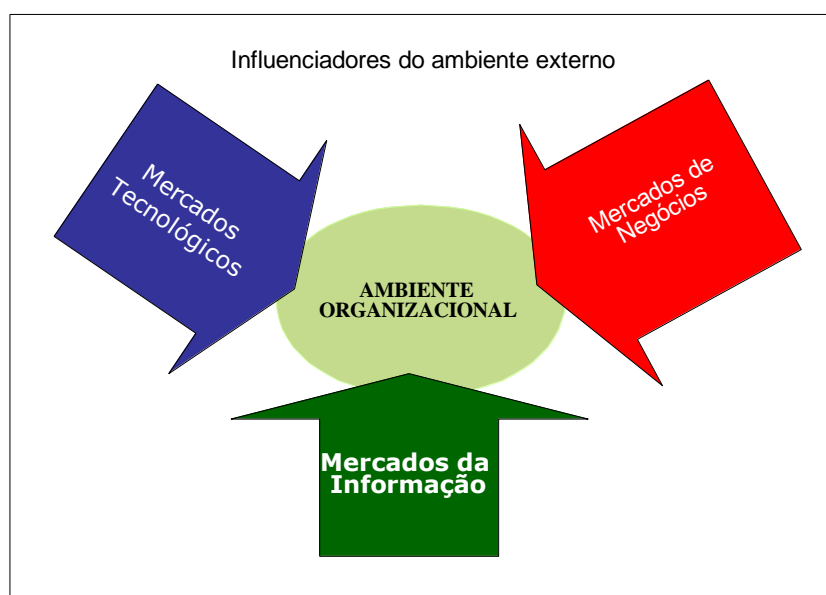 Influenciadores do ambiente externo
Mercados
Tecnológicos
Mercados de
Negócios
AMBIENTE
ORGANIZACIONAL
Mercados da
Informação